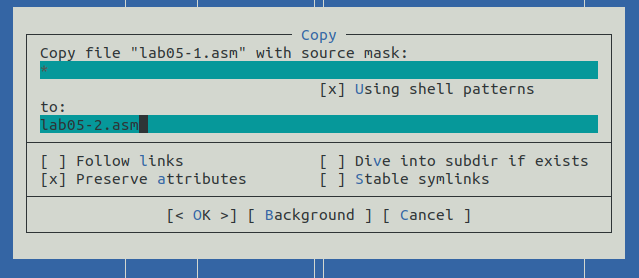 Copy
Copy file "lab05-1.asm" with source mask:
*
[x] Using shell patterns
to:
lab05-2.asm
[ ] Follow links [ ] Dive into subdir if exists
[x] Preserve attributes [ ] Stable symlinks
[< OK >] [ Background ] [ Cancel ]